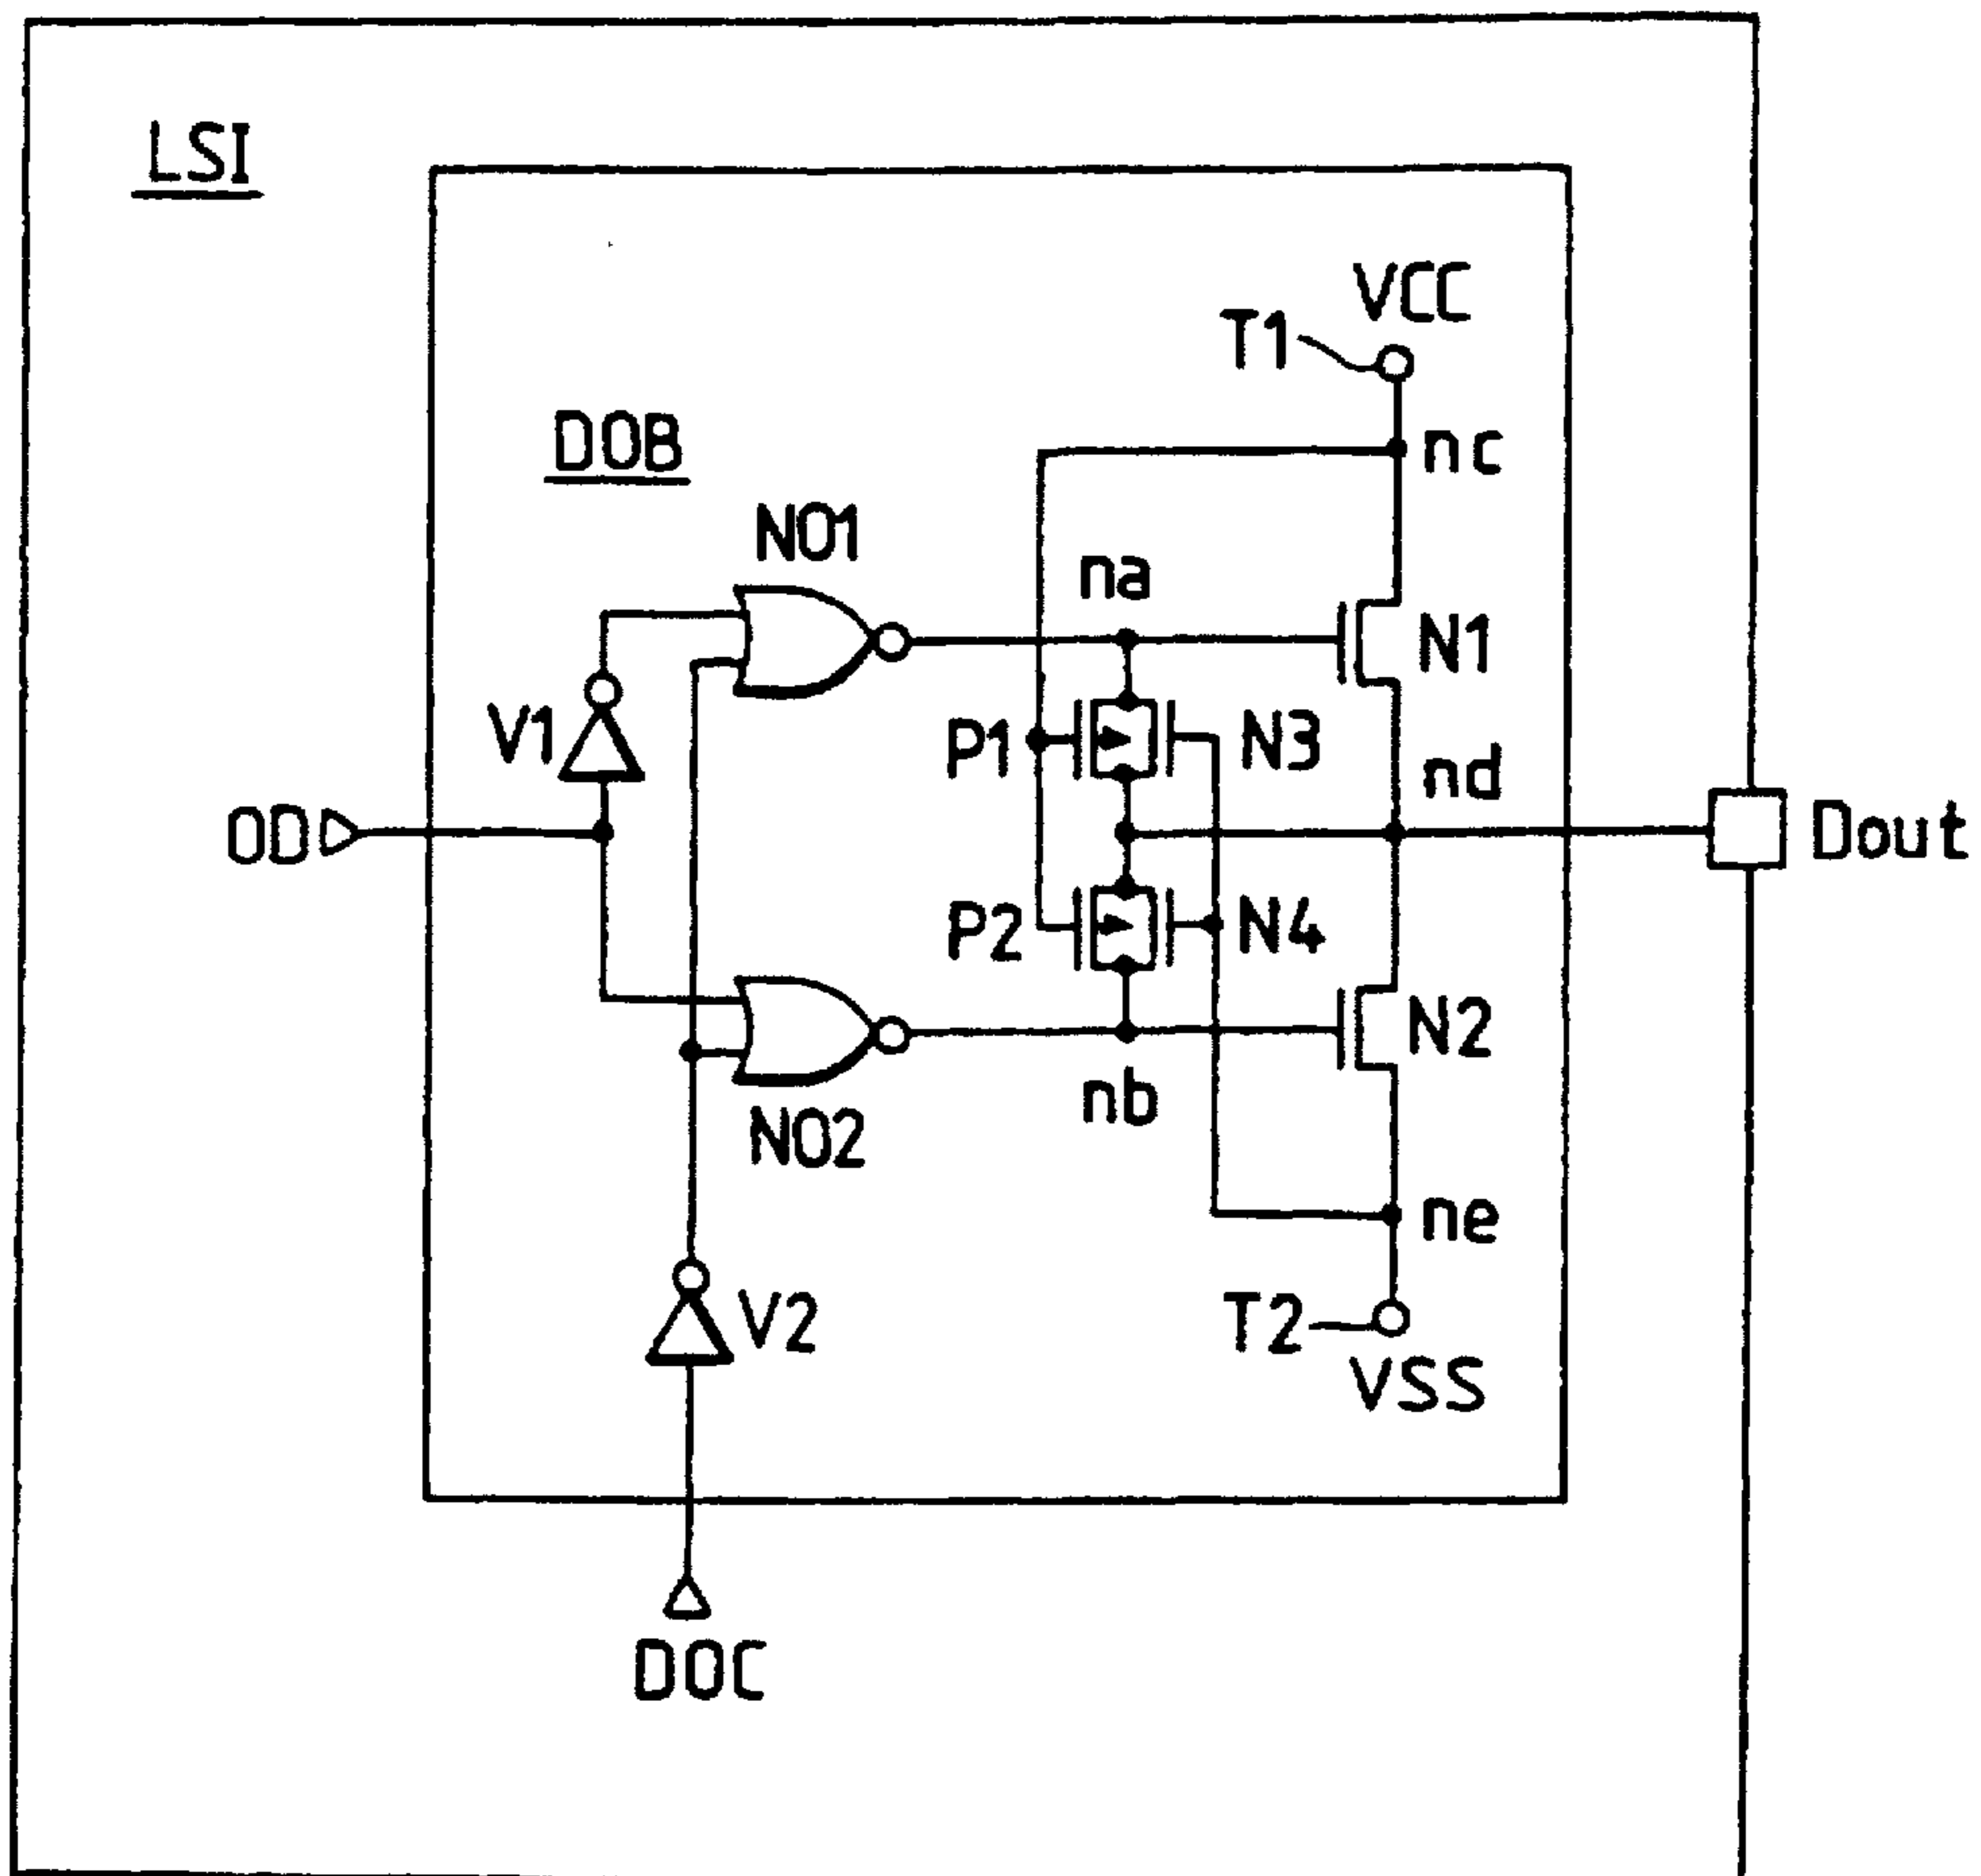 LSI
VCC
T1
DOB
nc
NO1
na
N1
V1
P1
N3
nd
OD
Dout
P2
N4
N2
nb
NO2
ne
V2
T2
VSS
DOC